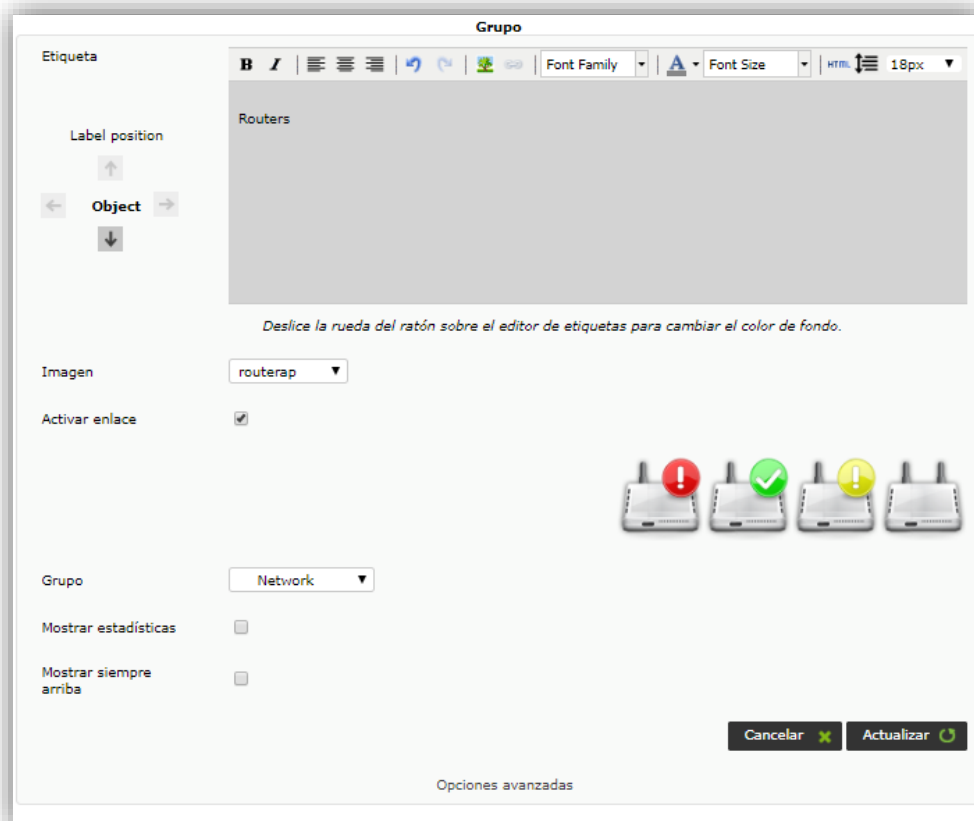 Grupo
Etiqueta
B I Font Family A Font Size HTML 18px
Routers
Label position
Object
Deslice la rueda del ratón sobre el editor de etiquetas para cambiar el color de fondo.
Imagen
routerap
Activar enlace
Grupo
Network
Mostrar estadísticas
Mostrar siempre
arriba
Cancelar
Actualizar
Opciones avanzadas